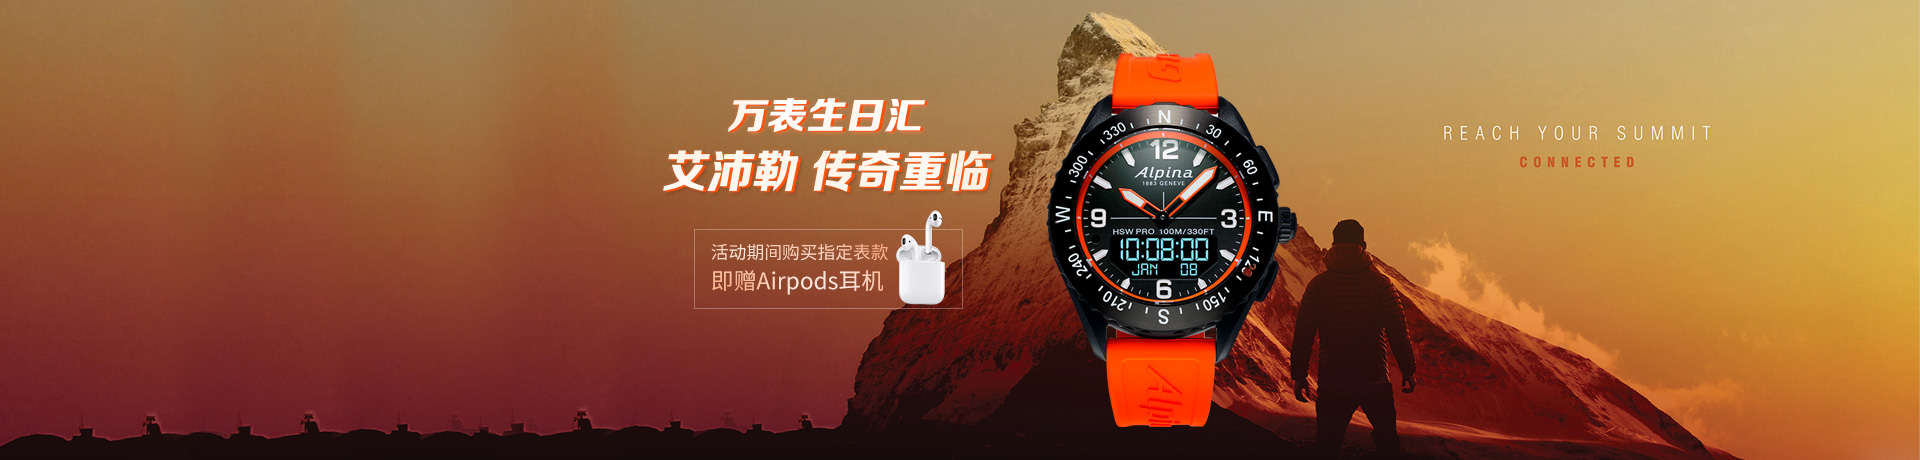 万表生日汇
艾沛勒 传奇重临
活动期间购买指定表款
即赠Airpods耳机
REACH YOUR SUMMIT
CONNECTED
N
30
60
E
120
150
S
210
240
W
300
330
12
Alpina
1883 GENEVE
9
3
HSW PRO 100M/330FT
10:08:00
JAN 08
6